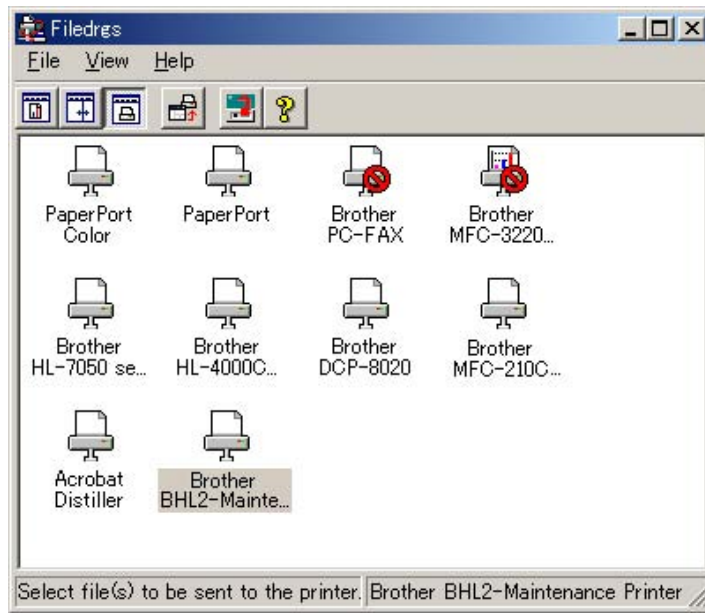 Filedrgs
File View Help
PaperPort Color
PaperPort
Brother PC-FAX
Brother MFC-3220...
Brother HL-7050 se...
Brother HL-4000C...
Brother DCP-8020
Brother MFC-210C...
Acrobat Distiller
Brother BHL2-Mainte...
Select file(s) to be sent to the printer. Brother BHL2-Maintenance Printer